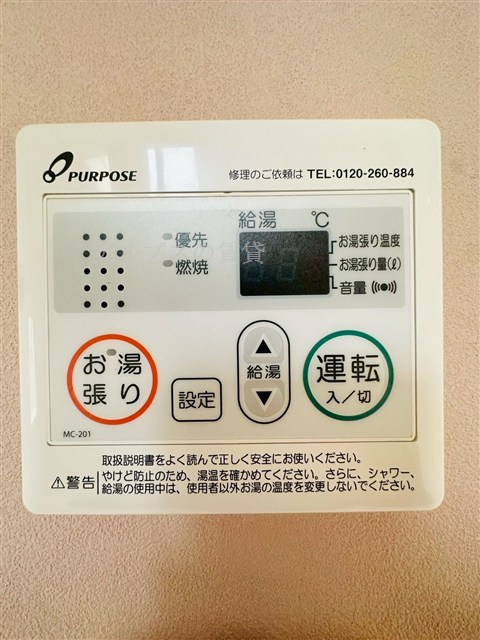 PURPOSE
修理のご依頼は TEL:0120-260-884
給湯 ℃
優先
燃焼
お湯張り温度
お湯張り量(ℓ)
音量
お湯張り
設定
給湯
運転
入/切
MC-201
取扱説明書をよく読んで正しく安全にお使いください。
⚠警告 やけど防止のため、湯温を確かめてください。さらに、シャワー、
給湯の使用中は、使用者以外お湯の温度を変更しないでください。